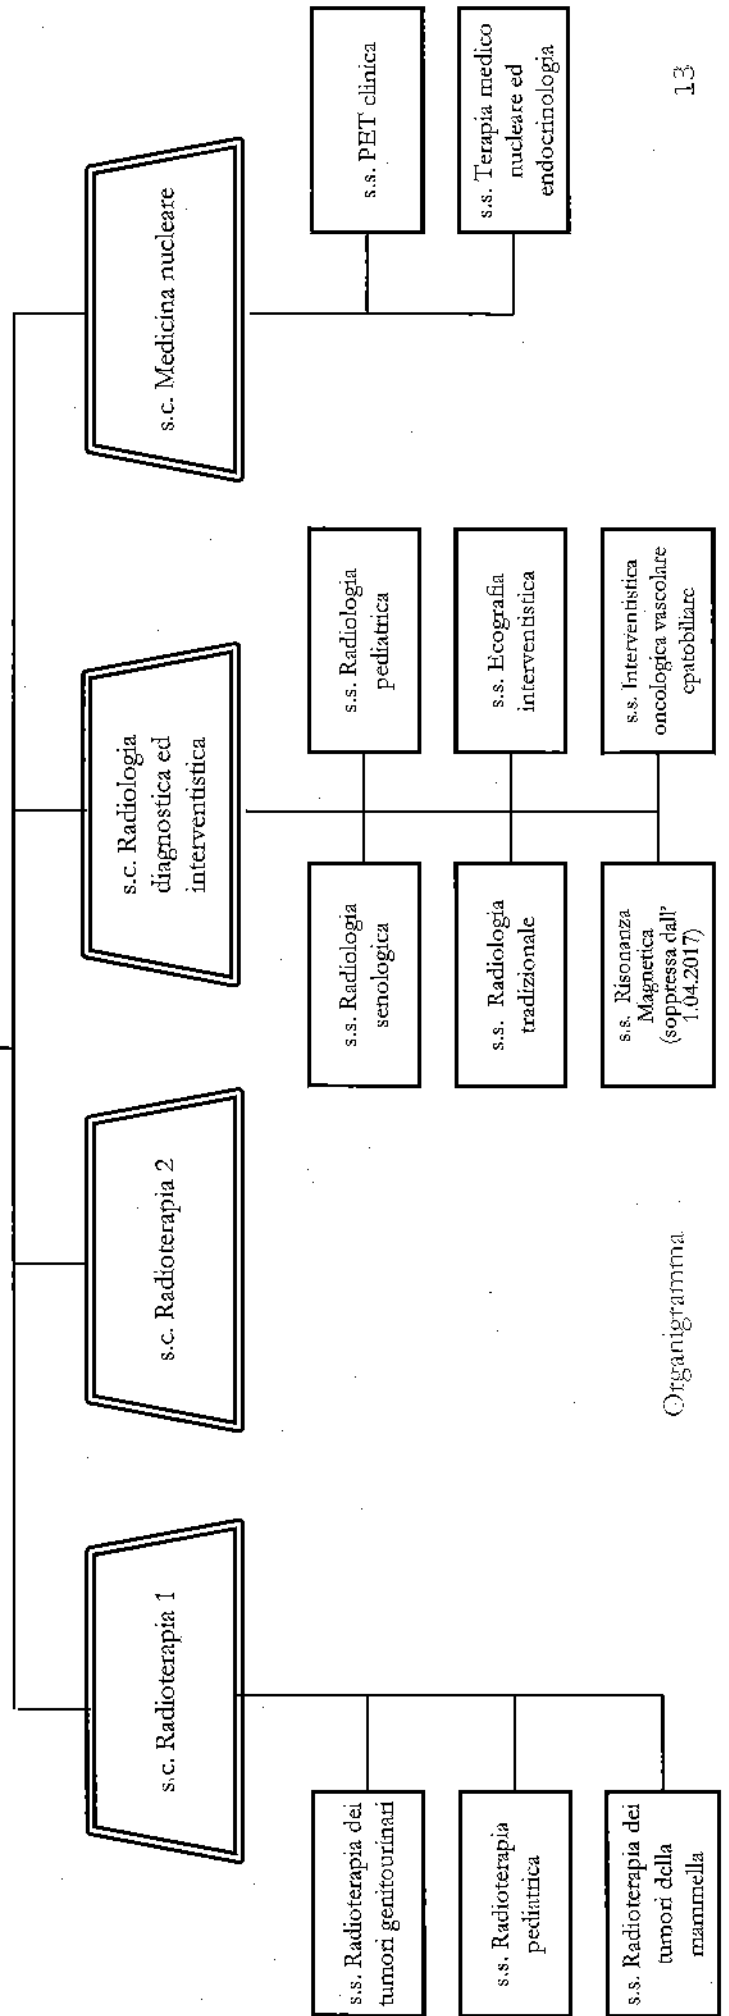 s.c. Radioterapia 1
s.c. Radioterapia 2
s.c. Radiologia
diagnostica ed
interventistica
s.c. Medicina nucleare
s.s. Radioterapia dei
tumori genitourinari
s.s. Radioterapia
pediatrica
s.s. Radioterapia dei
tumori della
mammella
s.s. Radiologia
senologica
s.s. Radiologia
tradizionale
s.s. Risonanza
Magnetica
(soppressa dall'
1.04.2017)
s.s. Radiologia
pediatrica
s.s. Ecografia
interventistica
s.s. Interventistica
oncologica vascolare
epatobiliare
s.s. PET clinica
s.s. Terapia medico
nucleare ed
endocrinologia
Organigramma
13